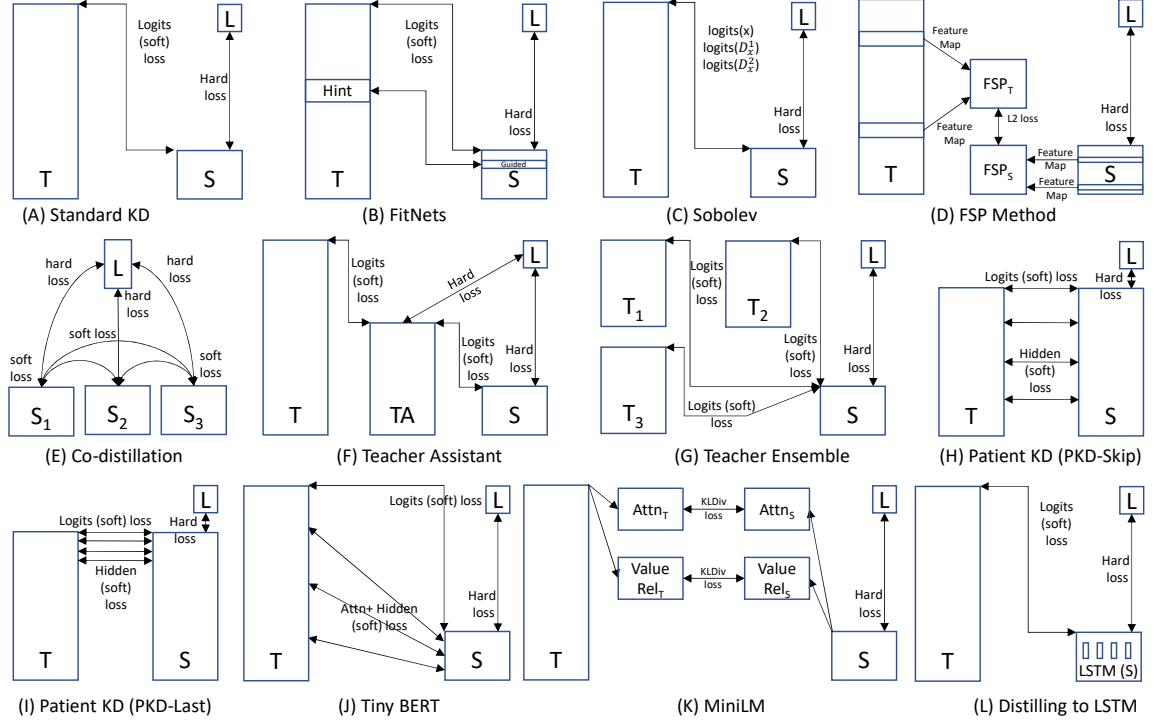 T
Logits
(soft)
loss
L
Hard
loss
S
(A) Standard KD
Hint
T
Logits
(soft)
loss
L
Hard
loss
Guided
S
(B) FitNets
T
logits(x)
logits(D_x^1)
logits(D_x^2)
L
Hard
loss
S
(C) Sobolev
T
Feature
Map
Feature
Map
FSP_T
L2 loss
FSP_S
Feature
Map
Feature
Map
L
Hard
loss
S
(D) FSP Method
hard
loss
L
hard
loss
hard
loss
soft loss
soft
loss
soft
loss
S_1
S_2
S_3
(E) Co-distillation
T
Logits
(soft)
loss
Hard
loss
L
TA
Logits
(soft)
loss
Hard
loss
S
(F) Teacher Assistant
T_1
Logits
(soft)
loss
T_2
L
T_3
Logits
(soft)
loss
Hard
loss
Logits (soft)
loss
S
(G) Teacher Ensemble
Logits (soft) loss
L
Hard
loss
Hidden
(soft)
loss
T
S
(H) Patient KD (PKD-Skip)
Logits (soft) loss
L
Hard
loss
Hidden
(soft)
loss
T
S
(I) Patient KD (PKD-Last)
Logits (soft) loss
L
Attn+ Hidden
(soft) loss
Hard
loss
T
S
(J) Tiny BERT
T
Attn_T
KLDiv
loss
Attn_S
Value
Rel_T
KLDiv
loss
Value
Rel_S
L
Hard
loss
S
(K) MiniLM
T
Logits
(soft)
loss
L
Hard
loss
LSTM (S)
(L) Distilling to LSTM